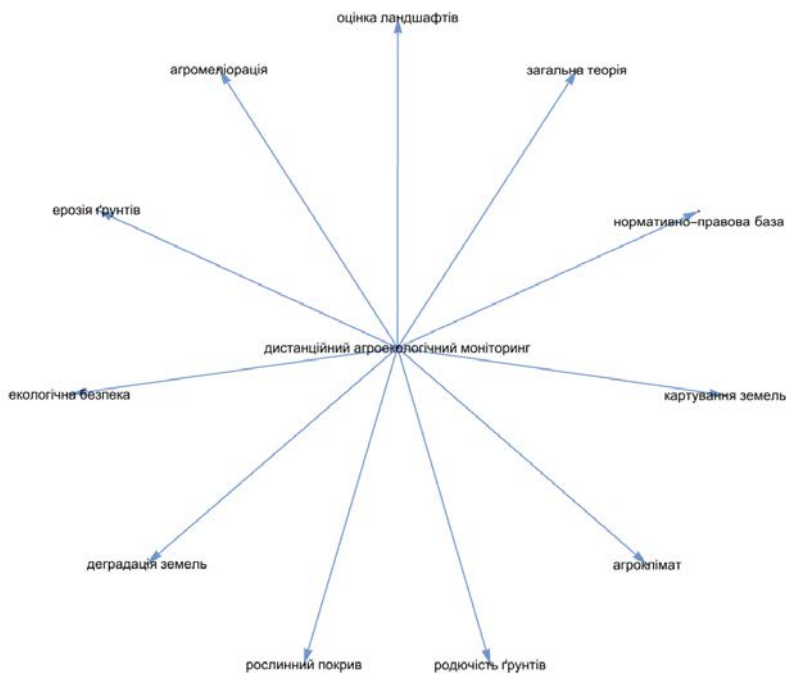 оцінка ландшафтів
агромеліорація
загальна теорія
ерозія ґрунтів
нормативно–правова база
дистанційний агроекологічний моніторинг
екологічна безпека
картування земель
деградація земель
агроклімат
рослинний покрив
родючість ґрунтів